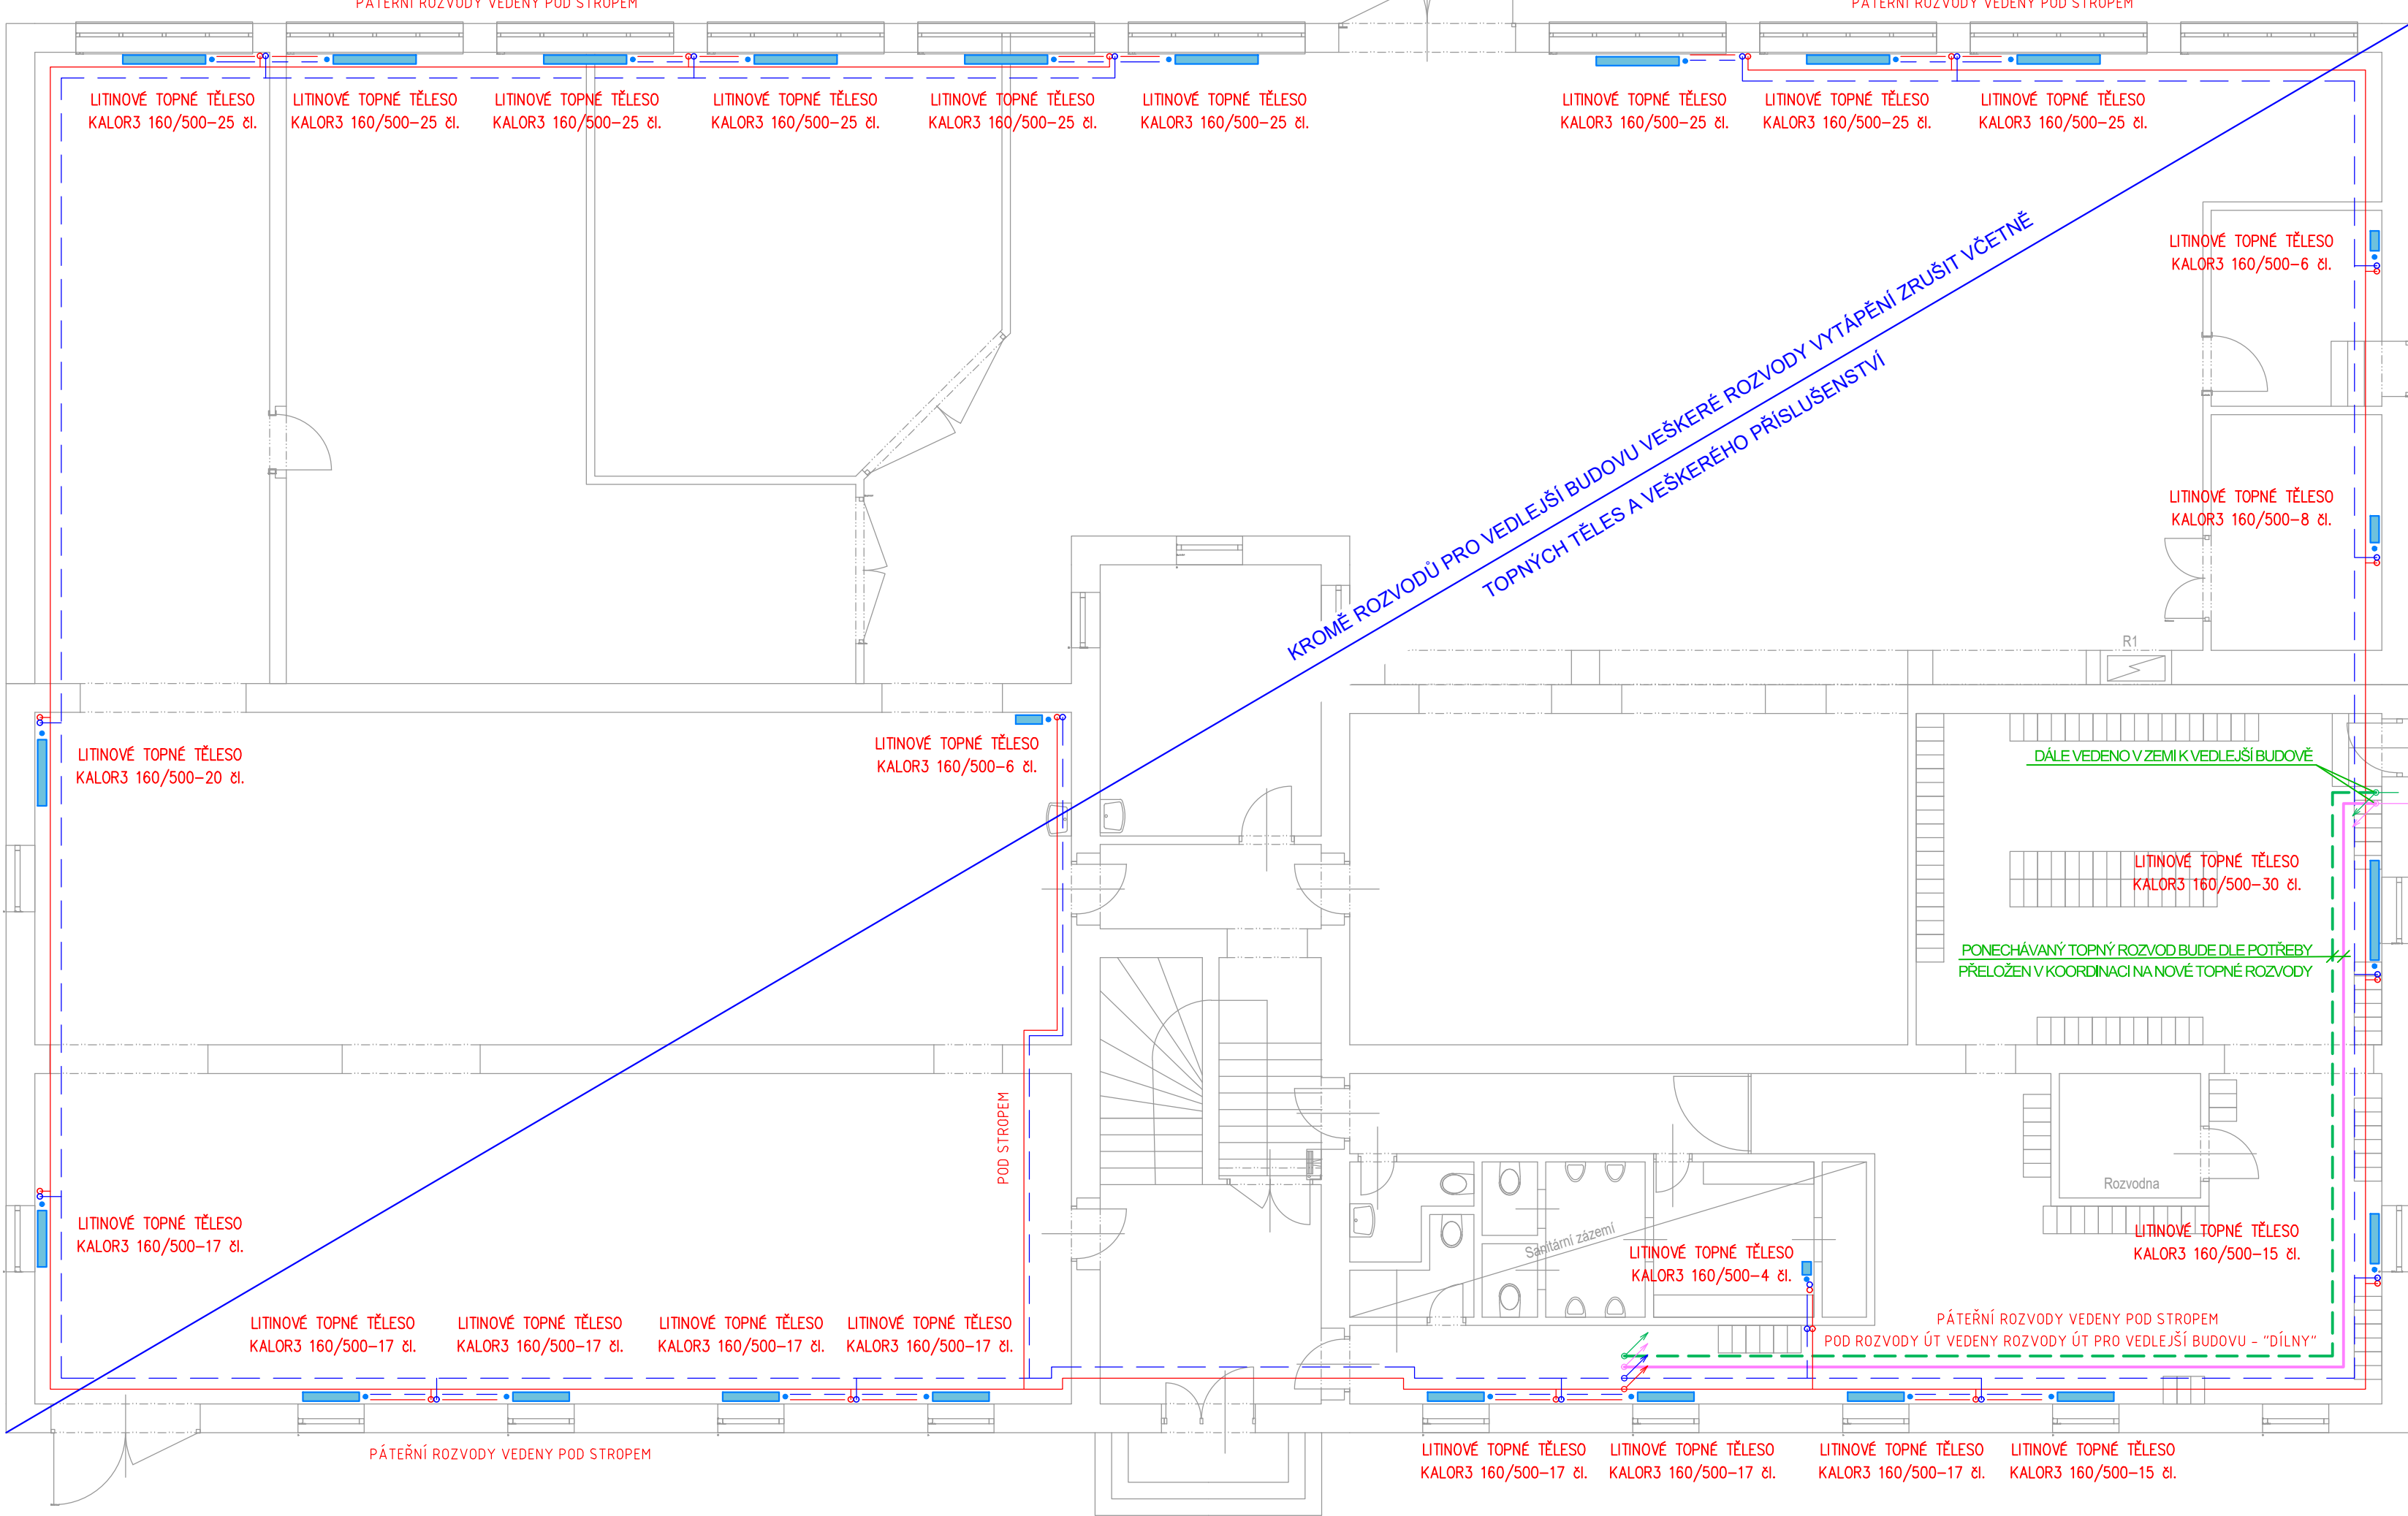 PÁTEŘNÍ ROZVODY VEDENY POD STROPEM
PÁTEŘNÍ ROZVODY VEDENY POD STROPEM
LITINOVÉ TOPNÉ TĚLESO
KALOR3 160/500-25 čl.
LITINOVÉ TOPNÉ TĚLESO
KALOR3 160/500-25 čl.
LITINOVÉ TOPNÉ TĚLESO
KALOR3 160/500-25 čl.
LITINOVÉ TOPNÉ TĚLESO
KALOR3 160/500-25 čl.
LITINOVÉ TOPNÉ TĚLESO
KALOR3 160/500-25 čl.
LITINOVÉ TOPNÉ TĚLESO
KALOR3 160/500-25 čl.
LITINOVÉ TOPNÉ TĚLESO
KALOR3 160/500-25 čl.
LITINOVÉ TOPNÉ TĚLESO
KALOR3 160/500-25 čl.
LITINOVÉ TOPNÉ TĚLESO
KALOR3 160/500-25 čl.
LITINOVÉ TOPNÉ TĚLESO
KALOR3 160/500-6 čl.
KROMĚ ROZVODŮ PRO VEDLEJŠÍ BUDOVU VEŠKERÉ ROZVODY VYTÁPĚNÍ ZRUŠIT VČETNĚ
TOPNÝCH TĚLES A VEŠKERÉHO PŘÍSLUŠENSTVÍ
LITINOVÉ TOPNÉ TĚLESO
KALOR3 160/500-8 čl.
R1
LITINOVÉ TOPNÉ TĚLESO
KALOR3 160/500-20 čl.
LITINOVÉ TOPNÉ TĚLESO
KALOR3 160/500-6 čl.
DÁLE VEDENO V ZEMI K VEDLEJŠÍ BUDOVĚ
LITINOVÉ TOPNÉ TĚLESO
KALOR3 160/500-30 čl.
PONECHÁVANÝ TOPNÝ ROZVOD BUDE DLE POTŘEBY
PŘELOŽEN V KOORDINACI NA NOVÉ TOPNÉ ROZVODY
POD STROPEM
Rozvodna
LITINOVÉ TOPNÉ TĚLESO
KALOR3 160/500-17 čl.
Sanitární zázemí
LITINOVÉ TOPNÉ TĚLESO
KALOR3 160/500-4 čl.
LITINOVÉ TOPNÉ TĚLESO
KALOR3 160/500-15 čl.
LITINOVÉ TOPNÉ TĚLESO
KALOR3 160/500-17 čl.
LITINOVÉ TOPNÉ TĚLESO
KALOR3 160/500-17 čl.
LITINOVÉ TOPNÉ TĚLESO
KALOR3 160/500-17 čl.
LITINOVÉ TOPNÉ TĚLESO
KALOR3 160/500-17 čl.
PÁTEŘNÍ ROZVODY VEDENY POD STROPEM
POD ROZVODY ÚT VEDENY ROZVODY ÚT PRO VEDLEJŠÍ BUDOVU - "DÍLNY"
PÁTEŘNÍ ROZVODY VEDENY POD STROPEM
LITINOVÉ TOPNÉ TĚLESO
KALOR3 160/500-17 čl.
LITINOVÉ TOPNÉ TĚLESO
KALOR3 160/500-17 čl.
LITINOVÉ TOPNÉ TĚLESO
KALOR3 160/500-17 čl.
LITINOVÉ TOPNÉ TĚLESO
KALOR3 160/500-15 čl.